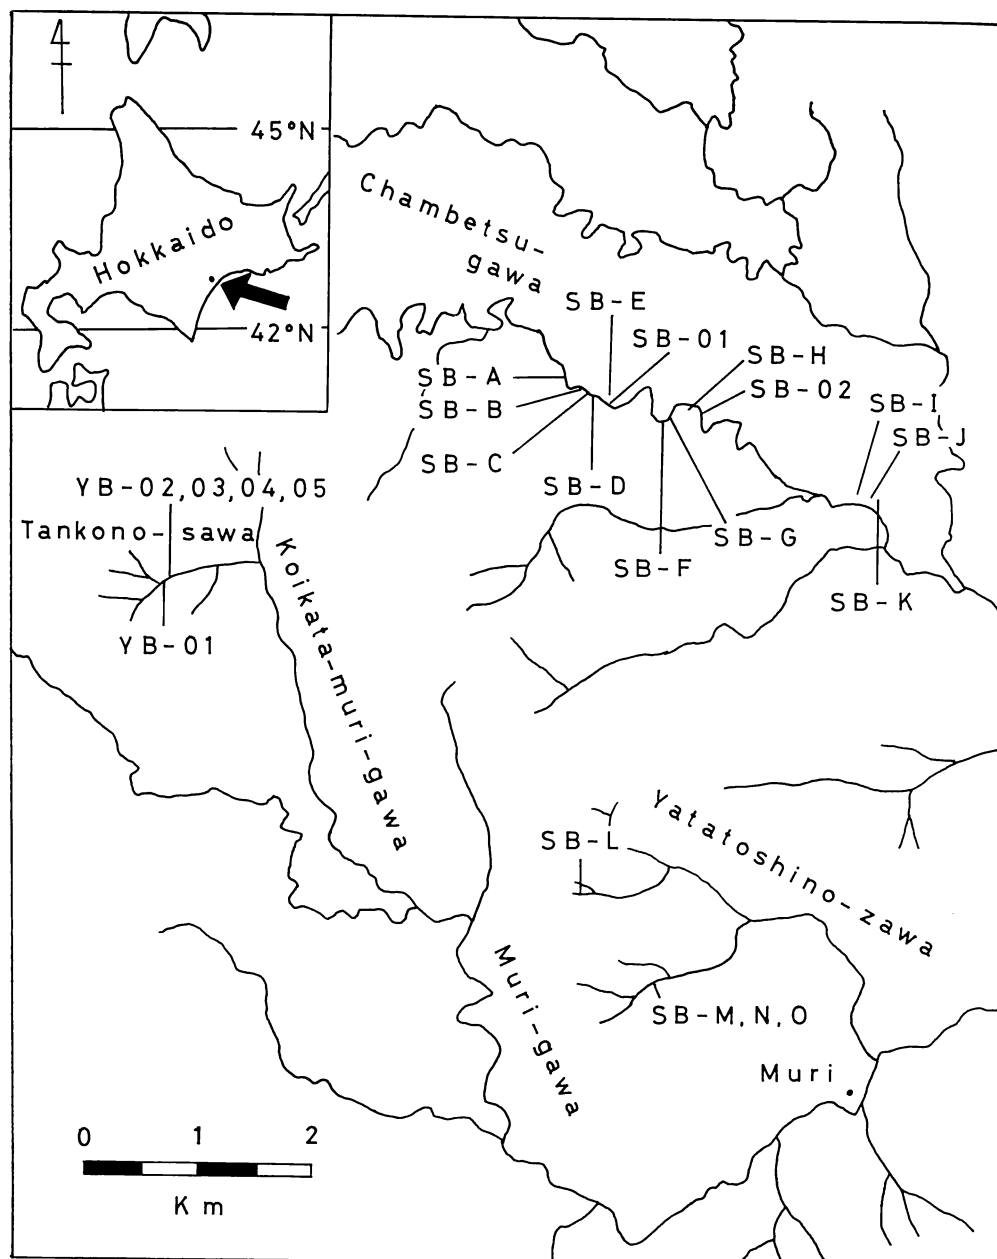 4
45°N
Hokkaido
42°N
Chambetsu-
gawa
SB-E
SB-01
SB-H
SB-A
SB-02
SB-B
SB-I
SB-J
SB-C
SB-D
YB-02,03,04,05
Tankono-sawa
SB-G
SB-F
Koikata-muri-gawa
SB-K
YB-01
Yatatoshino-zawa
SB-L
Muri-gawa
SB-M,N,O
Muri
0 1 2
Km